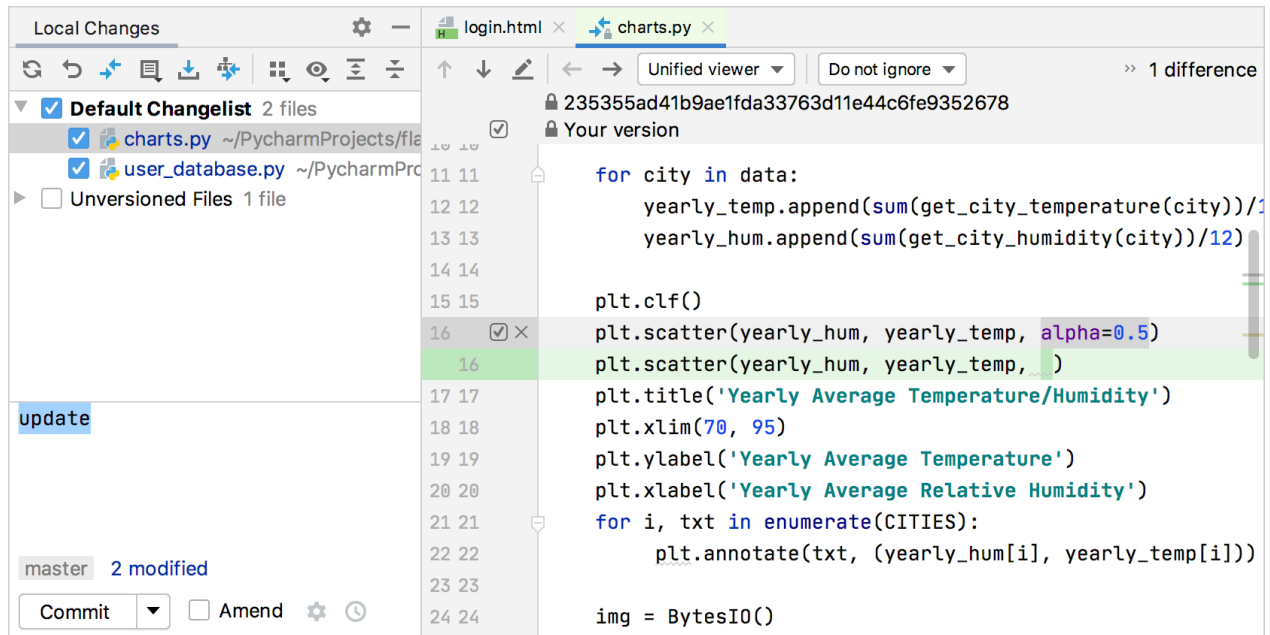 Local Changes
Default Changelist 2 files
charts.py ~/PycharmProjects/fla
user_database.py ~/PycharmPro
Unversioned Files 1 file
update
master 2 modified
Commit Amend
login.html charts.py
Unified viewer Do not ignore 1 difference
235355ad41b9ae1fda33763d11e44c6fe9352678
Your version
10 10
11 11 for city in data:
12 12 yearly_temp.append(sum(get_city_temperature(city))/1
13 13 yearly_hum.append(sum(get_city_humidity(city))/12)
14 14
15 15 plt.clf()
16 plt.scatter(yearly_hum, yearly_temp, alpha=0.5)
16 plt.scatter(yearly_hum, yearly_temp, )
17 17 plt.title('Yearly Average Temperature/Humidity')
18 18 plt.xlim(70, 95)
19 19 plt.ylabel('Yearly Average Temperature')
20 20 plt.xlabel('Yearly Average Relative Humidity')
21 21 for i, txt in enumerate(CITIES):
22 22 plt.annotate(txt, (yearly_hum[i], yearly_temp[i]))
23 23
24 24 img = BytesIO()